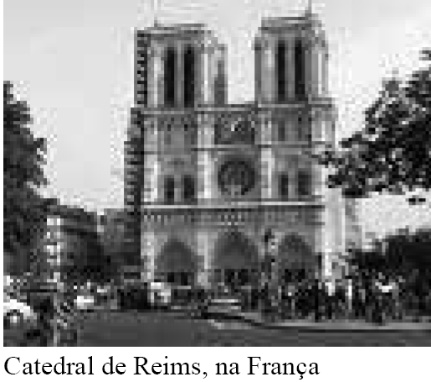 Catedral de Reims, na França